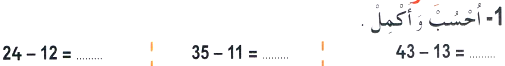 1- أُحْسُبُ وَ أُكْمِلُ .
43 – 13 = ......... 35 – 11 = ......... 24 – 12 = .........